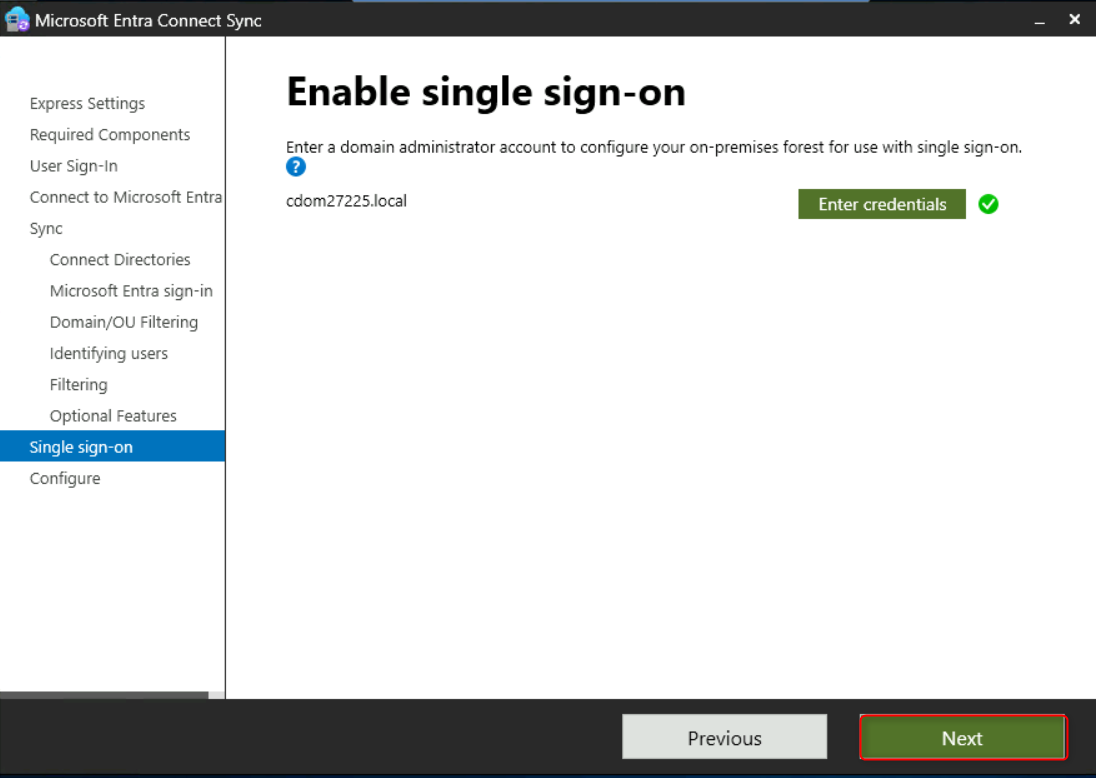 Microsoft Entra Connect Sync
Express Settings
Required Components
User Sign-In
Connect to Microsoft Entra
Sync
Connect Directories
Microsoft Entra sign-in
Domain/OU Filtering
Identifying users
Filtering
Optional Features
Single sign-on
Configure
Enable single sign-on
Enter a domain administrator account to configure your on-premises forest for use with single sign-on.
?
cdom27225.local
Enter credentials
Previous
Next